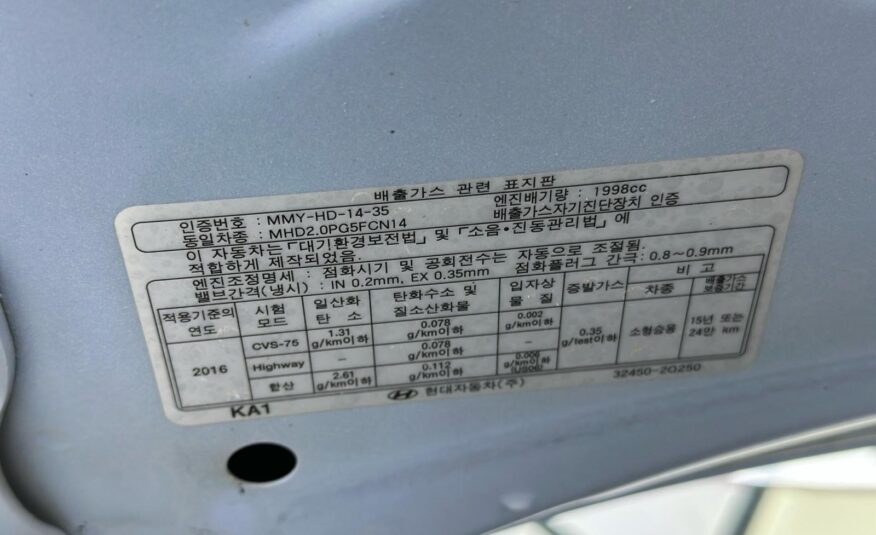 배출가스 관련 표지판
인증번호 : MMY-HD-14-35 엔진배기량 : 1998cc
동일차종 : MHD2.0PG5FCN14 배출가스자기진단장치 인증
이 자동차는「대기환경보전법」 및 「소음•진동관리법」에
적합하게 제작되었음.
엔진조정명세 : 점화시기 및 공회전수는 자동으로 조절됨.
밸브간격(냉시) : IN 0.2mm, EX 0.35mm 점화플러그 간극: 0.8~0.9mm
적용기준의 연도 시험 모드 일산화 탄 소 탄화수소 및 질소산화물 입자상 물 질 증발가스 비 고
차종 배출가스 보증기간
2016 CVS-75 1.31 g/km이하 0.078 g/km이하 0.002 g/km이하 0.35 g/test이하 소형승용 15년 또는 24만 km
Highway – 0.078 g/km이하 –
합산 2.61 g/km이하 0.112 g/km이하 0.006 g/km이하 (US06)
KA1 현대자동차(주) 32450-2Q250